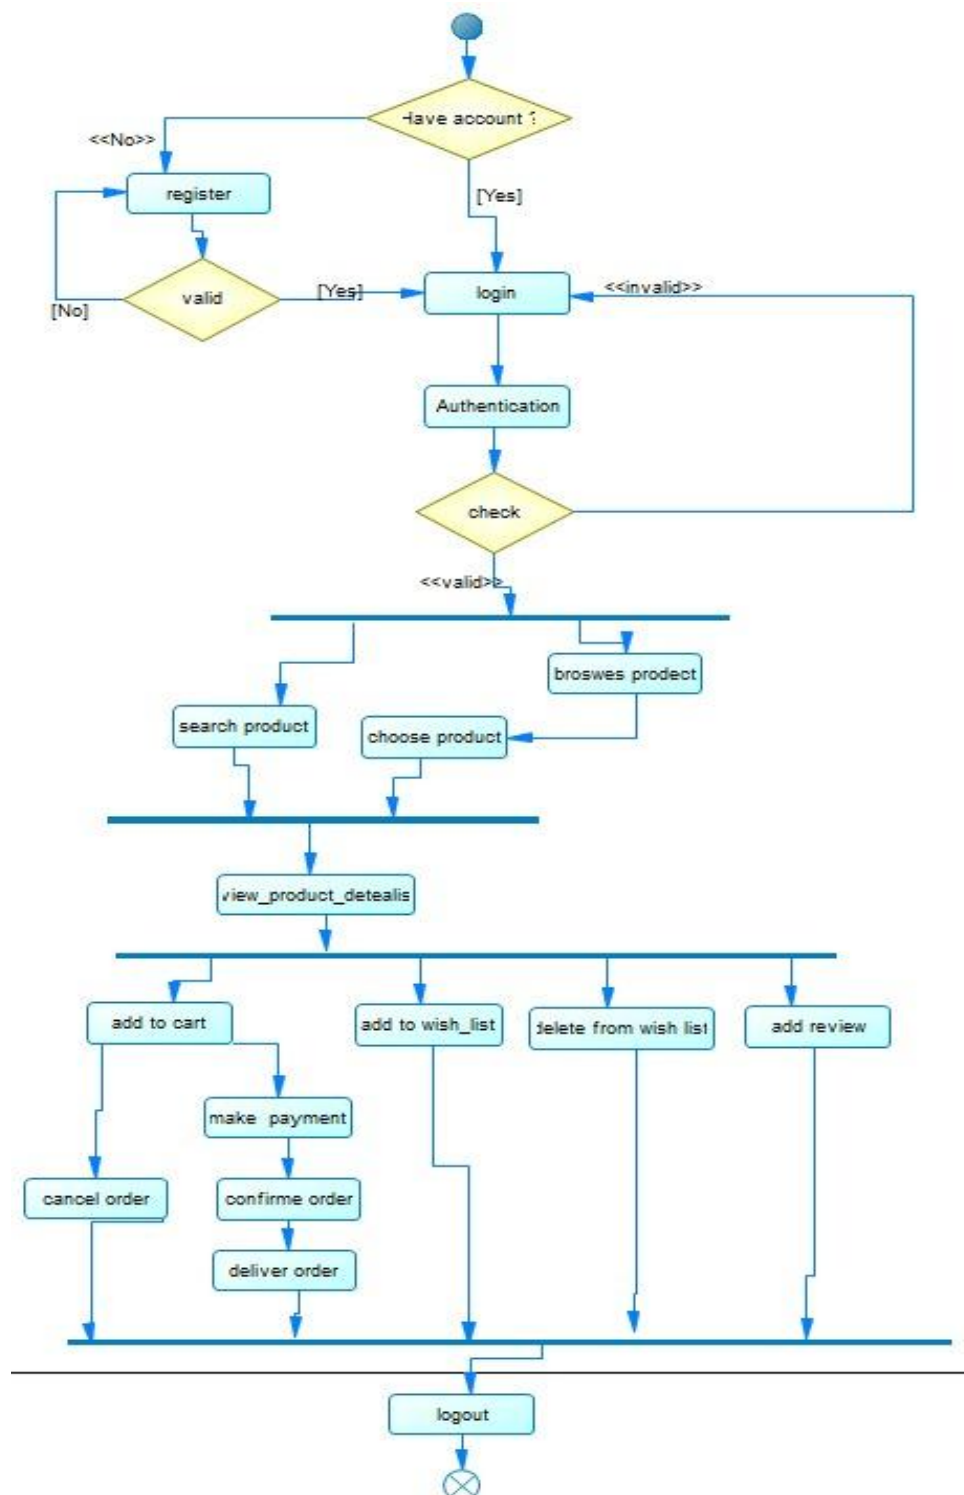 Have account ?
<<No>>
register
[Yes]
valid
[Yes]
login
<<invalid>>
[No]
Authentication
check
<<valid>>
broswes prodect
search product
choose product
view_product_detealis
add to cart
add to wish_list
delete from wish list
add review
make payment
cancel order
confirme order
deliver order
logout